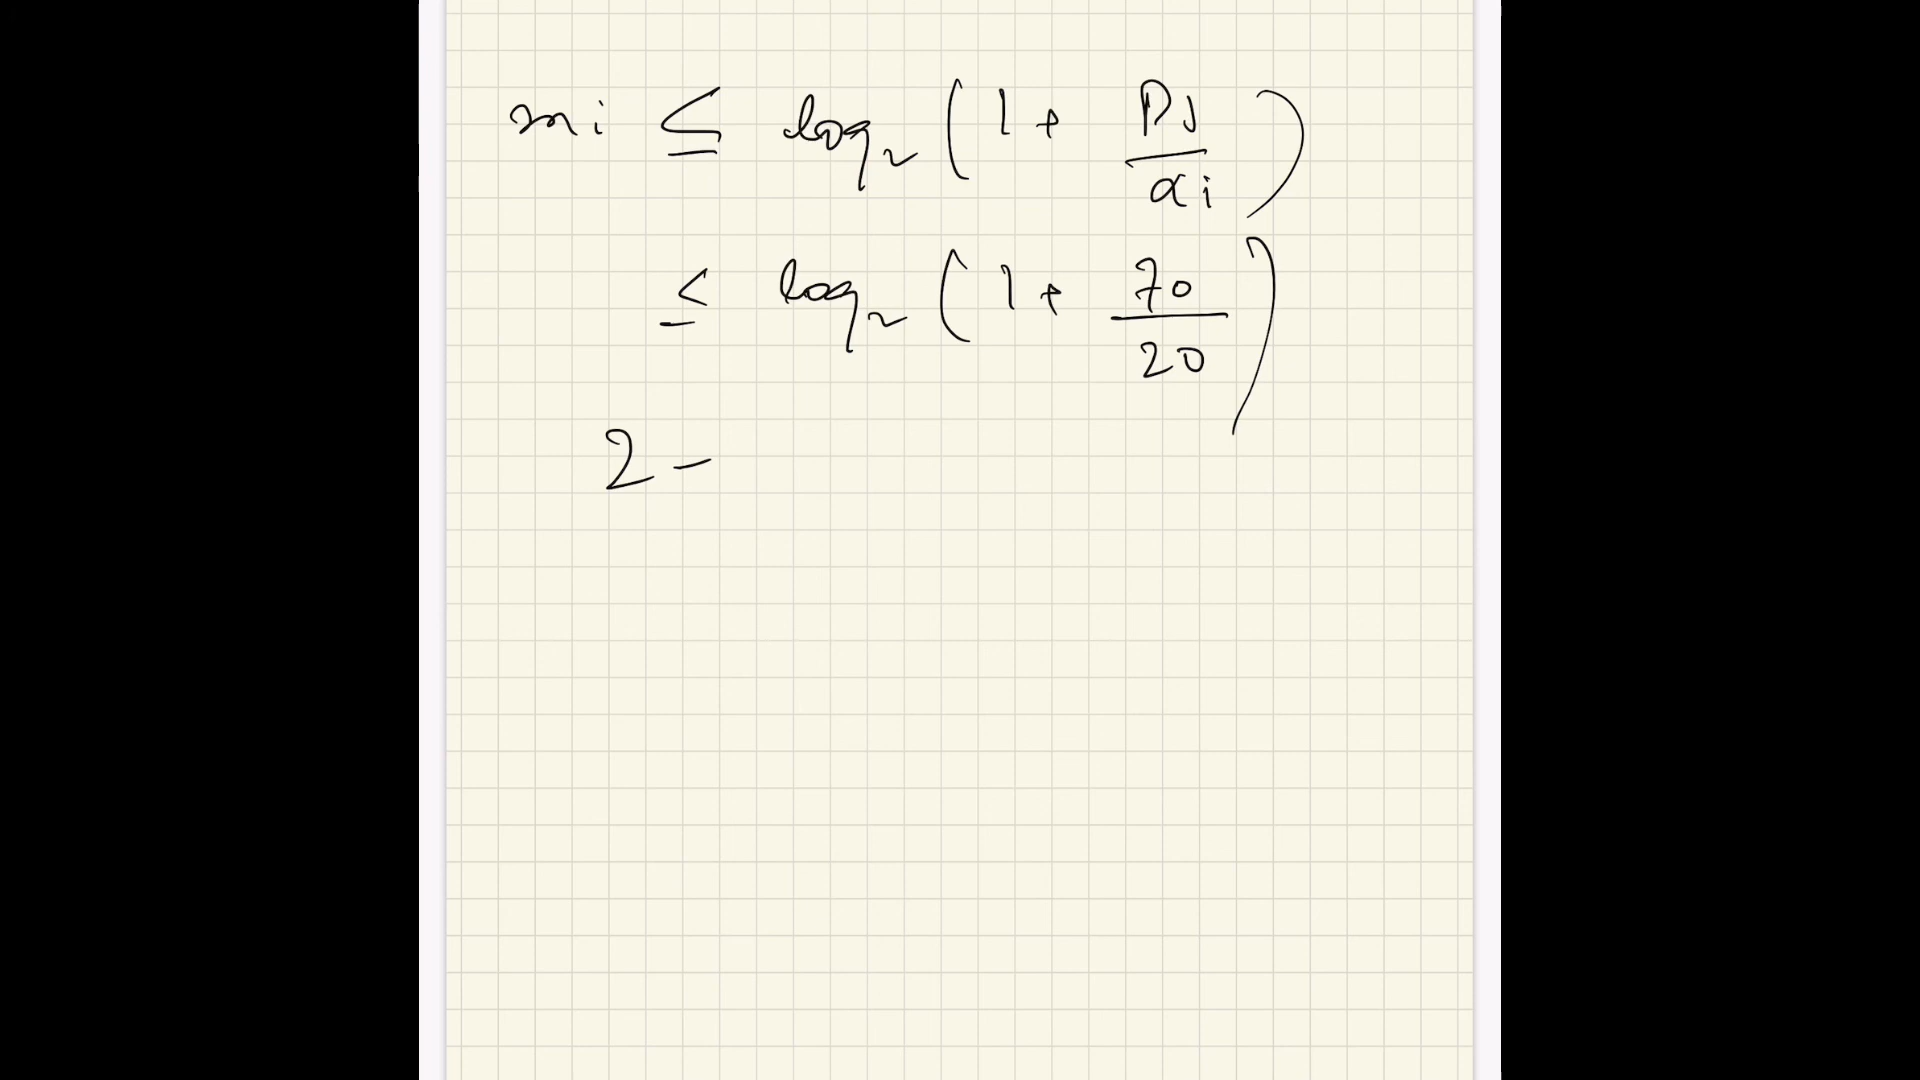 mi ≤ log₂ (1 + PJ/αi)
≤ log₂ (1 + 70/20)
2 -